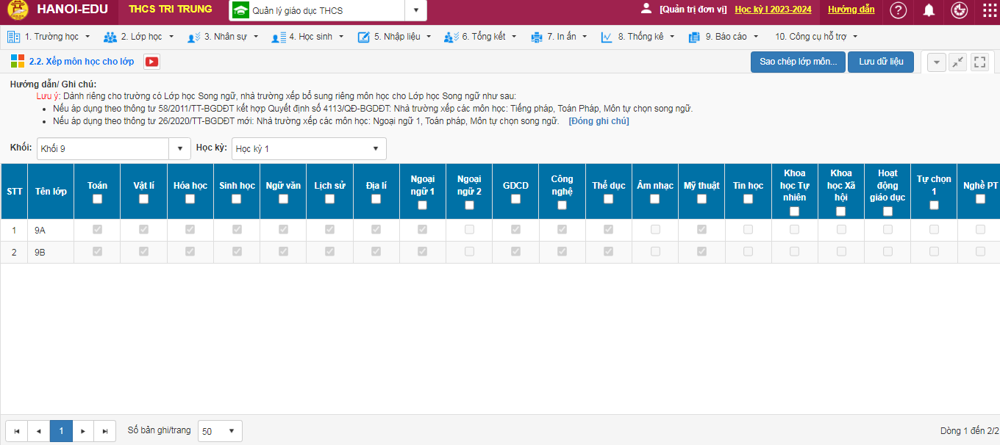 HANOI-EDU THCS TRI TRUNG Quản lý giáo dục THCS [Quản trị đơn vị] Học kỳ I 2023-2024 Hướng dẫn ?
1. Trường học 2. Lớp học 3. Nhân sự 4. Học sinh 5. Nhập liệu 6. Tổng kết 7. In ấn 8. Thống kê 9. Báo cáo 10. Công cụ hỗ trợ
2.2. Xếp môn học cho lớp Sao chép lớp môn... Lưu dữ liệu
Hướng dẫn/ Ghi chú:
Lưu ý: Dành riêng cho trường có Lớp học Song ngữ, nhà trường xếp bổ sung riêng môn học cho Lớp học Song ngữ như sau:
• Nếu áp dụng theo thông tư 58/2011/TT-BGDĐT kết hợp Quyết định số 4113/QĐ-BGDĐT: Nhà trường xếp các môn học: Tiếng pháp, Toán Pháp, Môn tự chọn song ngữ.
• Nếu áp dụng theo thông tư 26/2020/TT-BGDĐT mới: Nhà trường xếp các môn học: Ngoại ngữ 1, Toán pháp, Môn tự chọn song ngữ. [Đóng ghi chú]
Khối: Khối 9 Học kỳ: Học kỳ 1
STT Tên lớp Toán Vật lí Hóa học Sinh học Ngữ văn Lịch sử Địa lí Ngoại ngữ 1 Ngoại ngữ 2 GDCD Công nghệ Thể dục Âm nhạc Mỹ thuật Tin học Khoa học Tự nhiên Khoa học Xã hội Hoạt động giáo dục Tự chọn 1 Nghề PT
1 9A
2 9B
1 Số bản ghi/trang 50 Dòng 1 đến 2/2